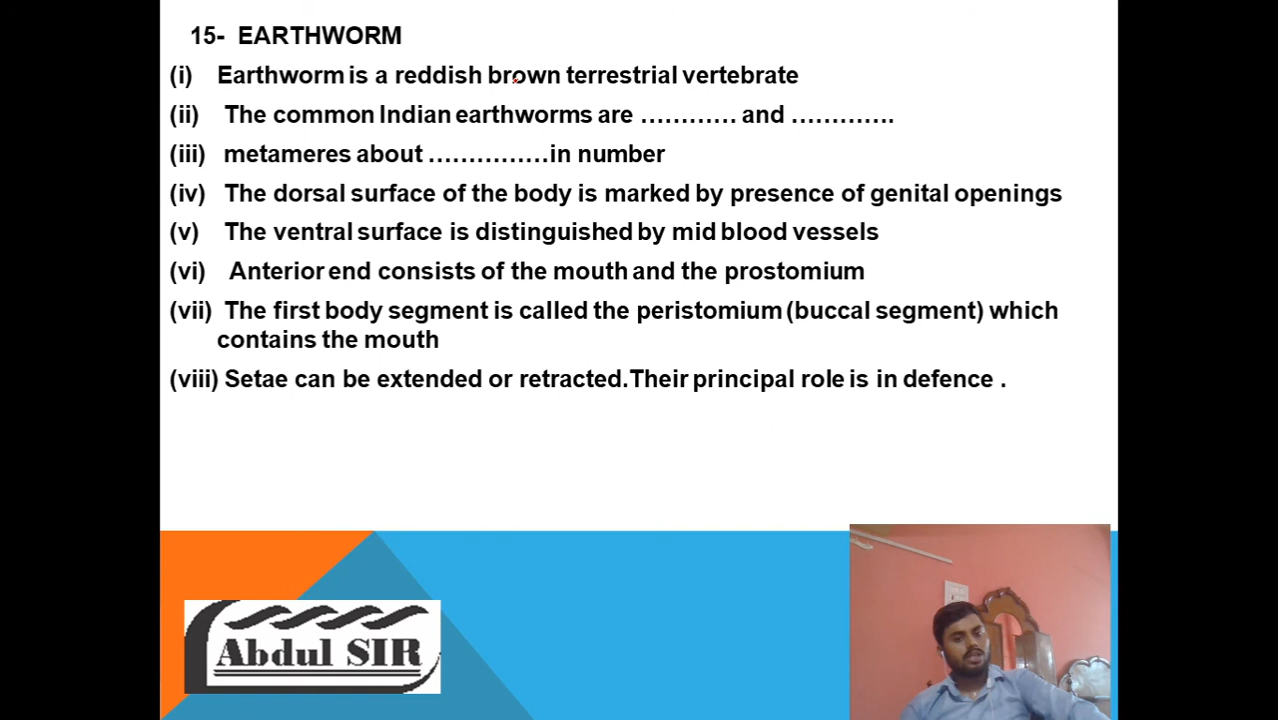 15- EARTHWORM
(i) Earthworm is a reddish brown terrestrial vertebrate
(ii) The common Indian earthworms are ………… and ………….
(iii) metameres about ……………in number
(iv) The dorsal surface of the body is marked by presence of genital openings
(v) The ventral surface is distinguished by mid blood vessels
(vi) Anterior end consists of the mouth and the prostomium
(vii) The first body segment is called the peristomium (buccal segment) which
contains the mouth
(viii) Setae can be extended or retracted.Their principal role is in defence .
Abdul SIR